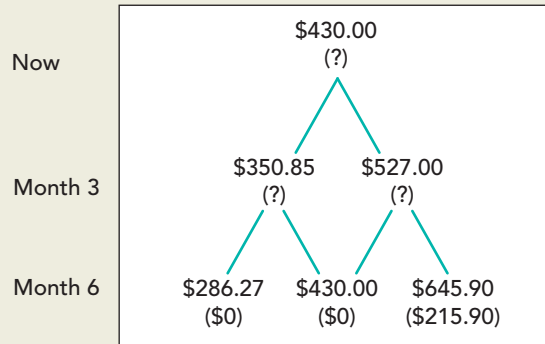 $430.00
Now
(?)
$350.85 $527.00
Month 3
(?) (?)
Month 6
$286.27 $430.00 $645.90
($0) ($0) ($215.90)